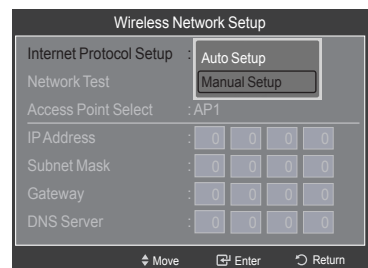 Wireless Network Setup
Internet Protocol Setup : Auto Setup
Manual Setup
Network Test
Access Point Select : AP1
IP Address : 0 0 0 0
Subnet Mask : 0 0 0 0
Gateway : 0 0 0 0
DNS Server : 0 0 0 0
Move Enter Return